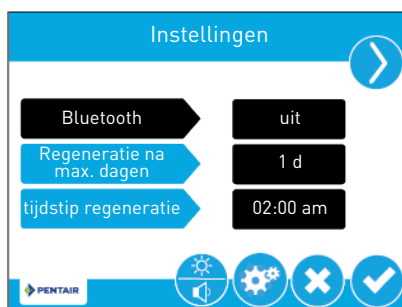 Instellingen
Bluetooth
uit
Regeneratie na
max. dagen
1 d
tijdstip regeneratie
02:00 am
PENTAIR